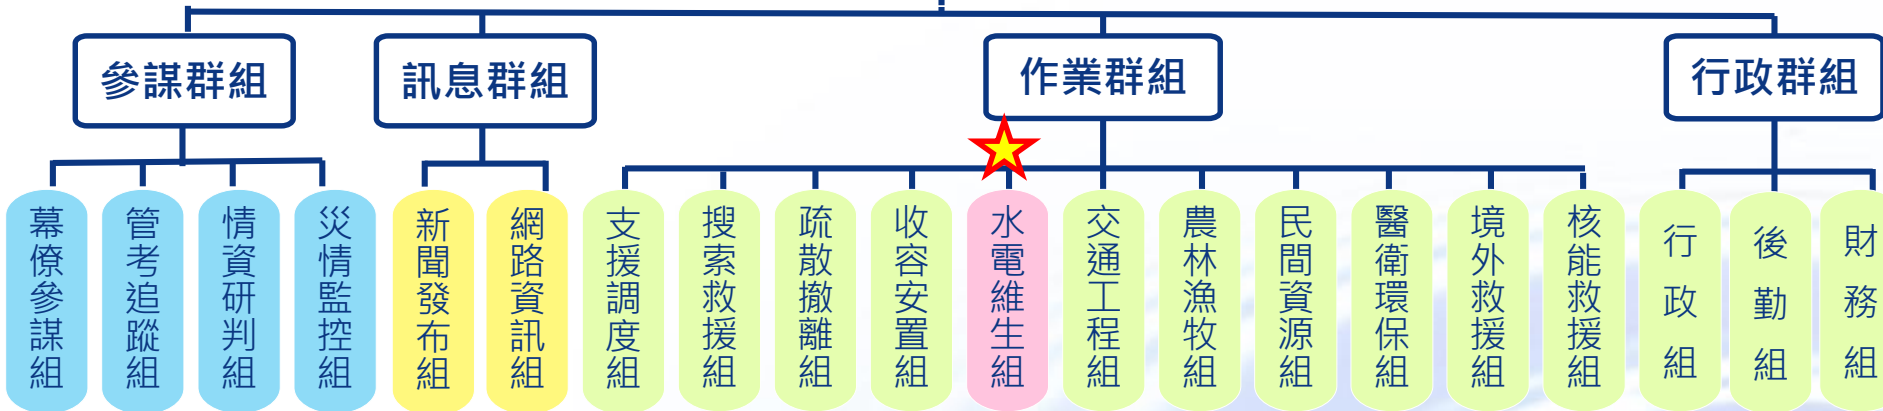 參謀群組
訊息群組
作業群組
行政群組
幕僚參謀組
管考追蹤組
情資研判組
災情監控組
新聞發布組
網路資訊組
支援調度組
搜索救援組
疏散撤離組
收容安置組
水電維生組
交通工程組
農林漁牧組
民間資源組
醫衛環保組
境外救援組
核能救援組
行政組
後勤組
財務組